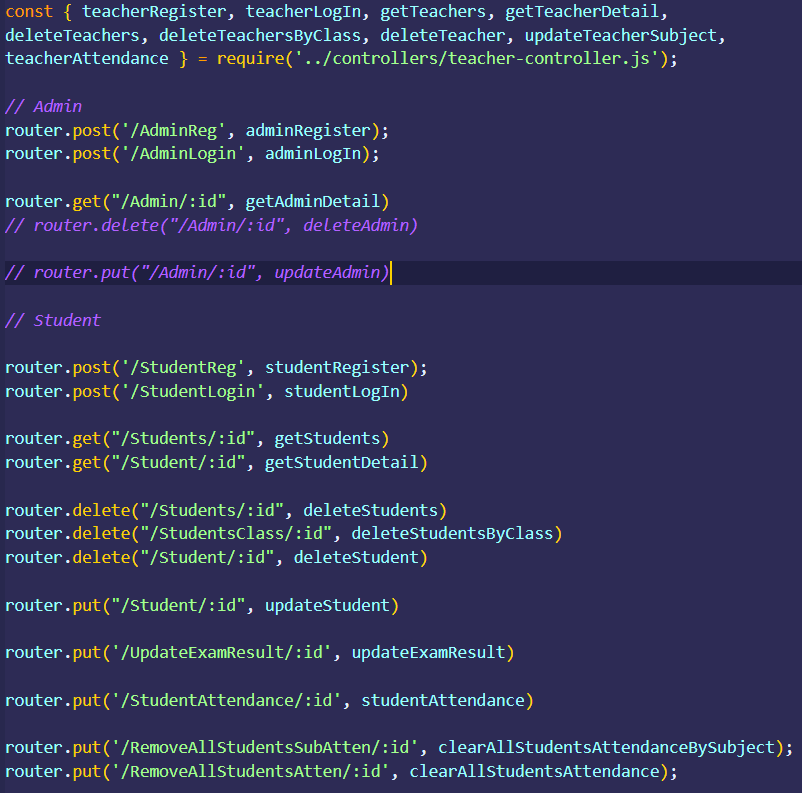 const { teacherRegister, teacherLogIn, getTeachers, getTeacherDetail,
deleteTeachers, deleteTeachersByClass, deleteTeacher, updateTeacherSubject,
teacherAttendance } = require('../controllers/teacher-controller.js');
// Admin
router.post('/AdminReg', adminRegister);
router.post('/AdminLogin', adminLogIn);
router.get("/Admin/:id", getAdminDetail)
// router.delete("/Admin/:id", deleteAdmin)
// router.put("/Admin/:id", updateAdmin)
// Student
router.post('/StudentReg', studentRegister);
router.post('/StudentLogin', studentLogIn)
router.get("/Students/:id", getStudents)
router.get("/Student/:id", getStudentDetail)
router.delete("/Students/:id", deleteStudents)
router.delete("/StudentsClass/:id", deleteStudentsByClass)
router.delete("/Student/:id", deleteStudent)
router.put("/Student/:id", updateStudent)
router.put('/UpdateExamResult/:id', updateExamResult)
router.put('/StudentAttendance/:id', studentAttendance)
router.put('/RemoveAllStudentsSubAtten/:id', clearAllStudentsAttendanceBySubject);
router.put('/RemoveAllStudentsAtten/:id', clearAllStudentsAttendance);